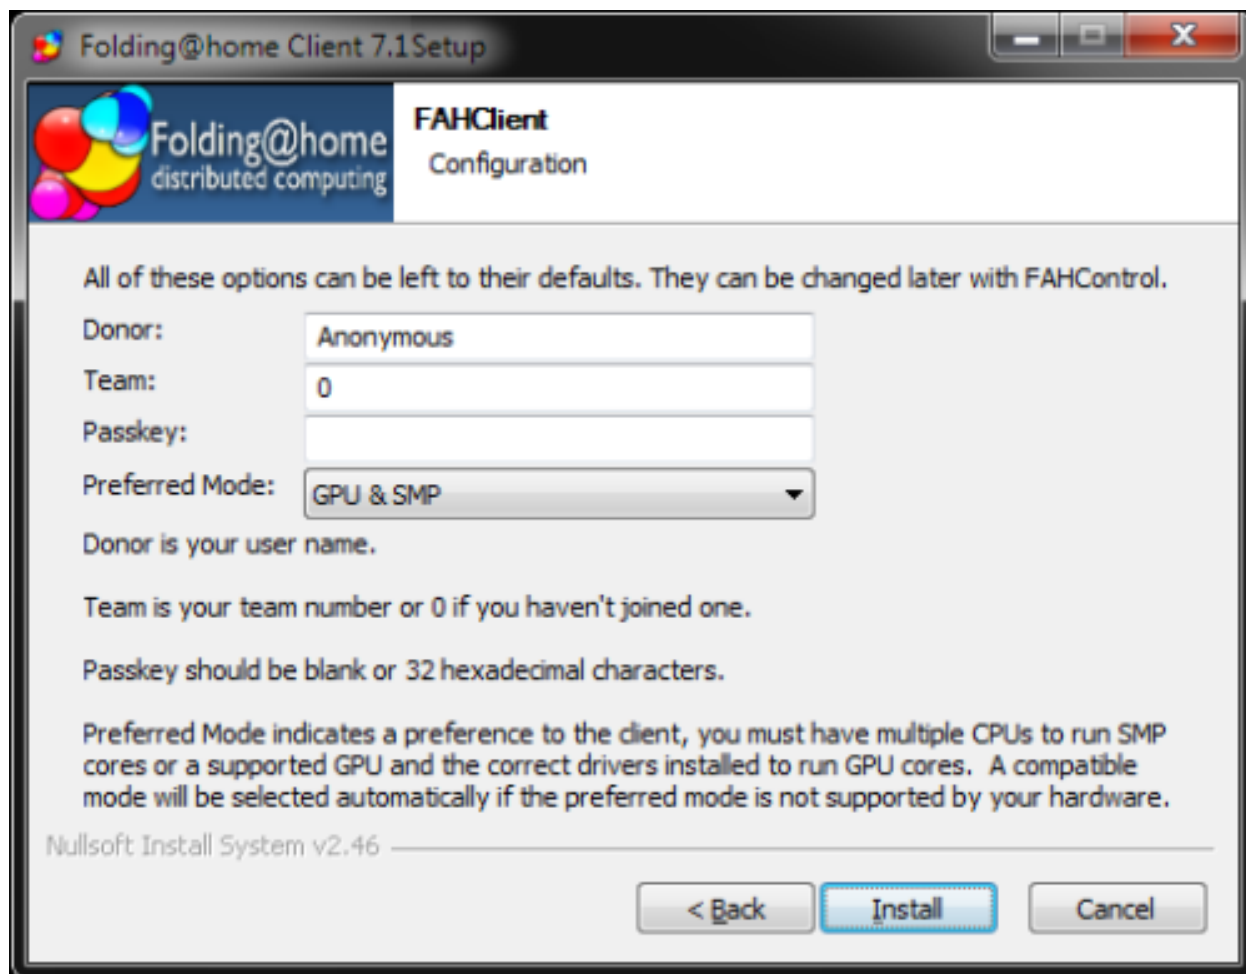 Folding@home Client 7.1Setup
Folding@home
distributed computing
FAHClient
Configuration
All of these options can be left to their defaults. They can be changed later with FAHControl.
Donor: Anonymous
Team: 0
Passkey:
Preferred Mode: GPU & SMP
Donor is your user name.
Team is your team number or 0 if you haven't joined one.
Passkey should be blank or 32 hexadecimal characters.
Preferred Mode indicates a preference to the client, you must have multiple CPUs to run SMP
cores or a supported GPU and the correct drivers installed to run GPU cores.  A compatible
mode will be selected automatically if the preferred mode is not supported by your hardware.
Nullsoft Install System v2.46
< Back Install Cancel